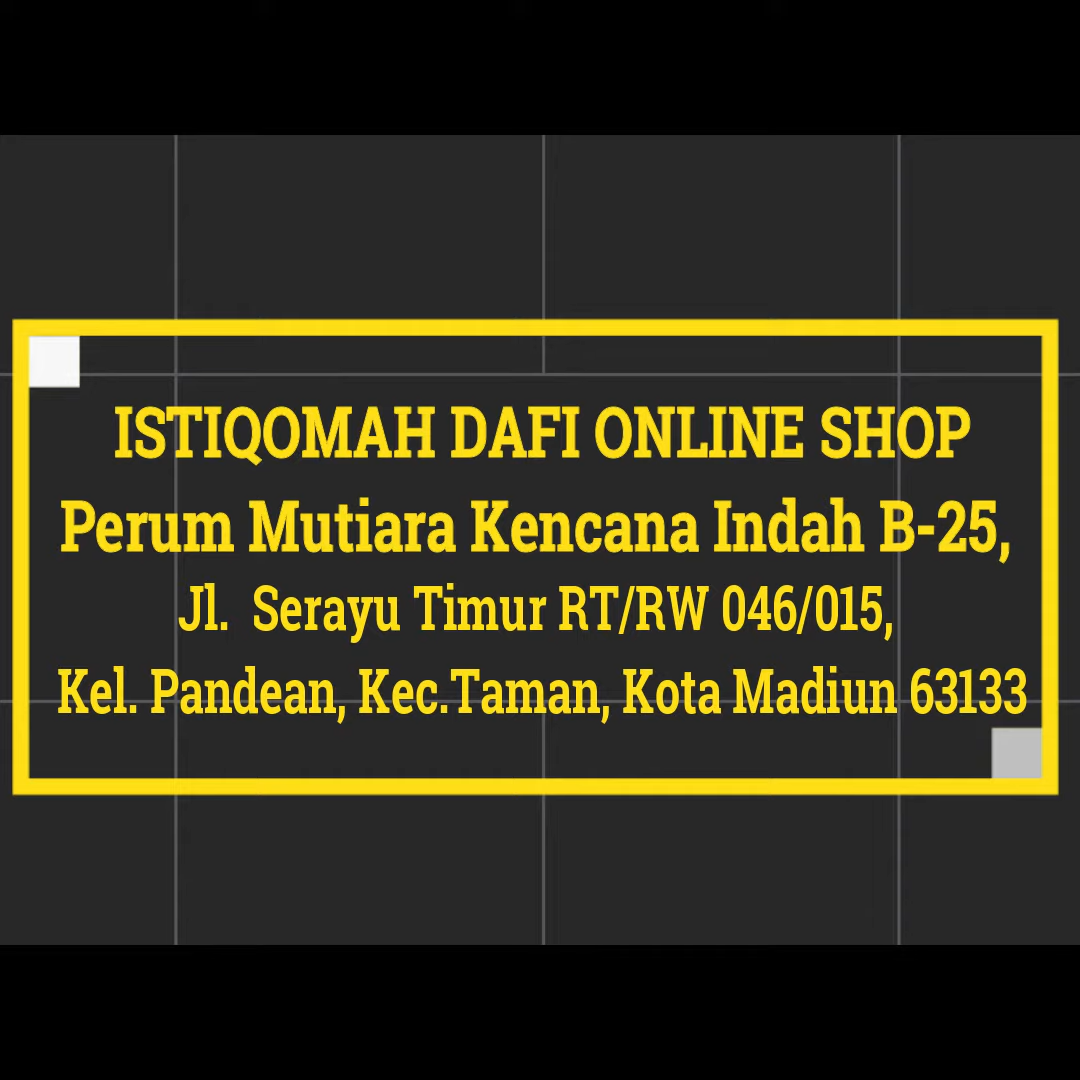 ISTIQOMAH DAFI ONLINE SHOP
Perum Mutiara Kencana Indah B-25,
Jl.  Serayu Timur RT/RW 046/015,
Kel. Pandean, Kec.Taman, Kota Madiun 63133